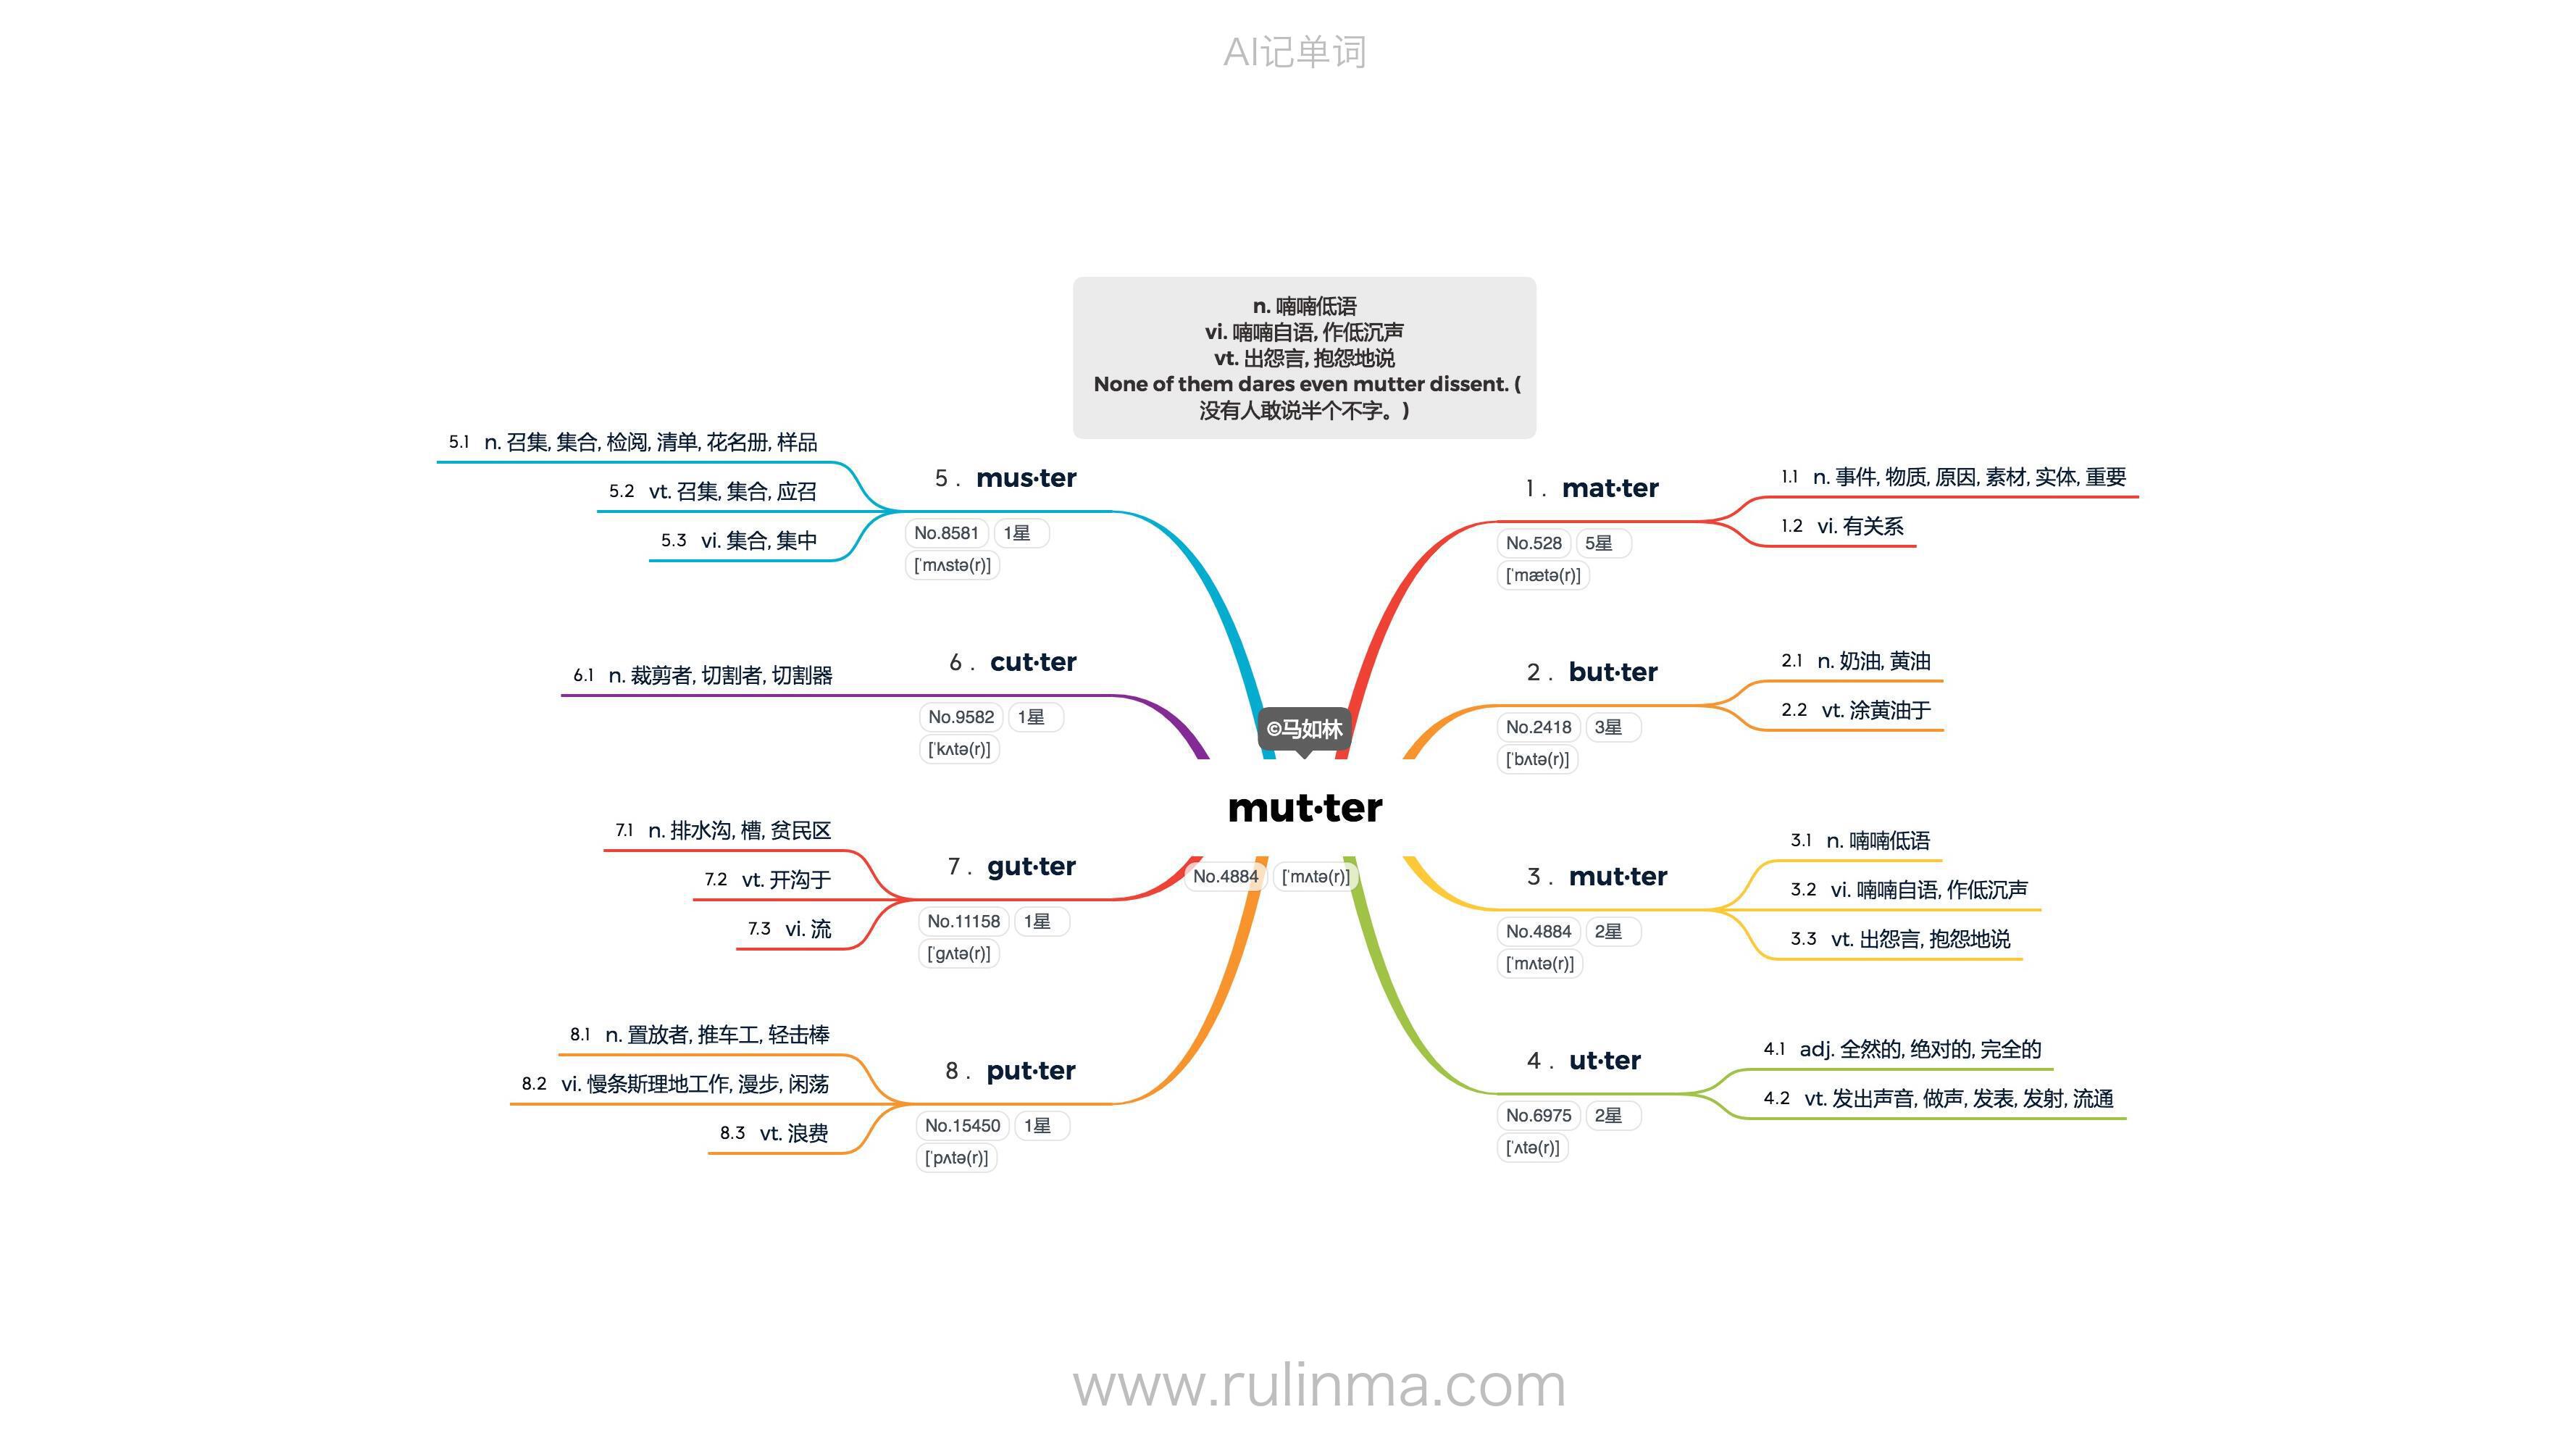 AI记单词
n. 喃喃低语
vi. 喃喃自语, 作低沉声
vt. 出怨言, 抱怨地说
None of them dares even mutter dissent. (
没有人敢说半个不字。)
©马如林
mut·ter
No.4884 [ˈmʌtə(r)]
1 . mat·ter
No.528 5星
[ˈmætə(r)]
1.1 n. 事件, 物质, 原因, 素材, 实体, 重要
1.2 vi. 有关系
2 . but·ter
No.2418 3星
[ˈbʌtə(r)]
2.1 n. 奶油, 黄油
2.2 vt. 涂黄油于
3 . mut·ter
No.4884 2星
[ˈmʌtə(r)]
3.1 n. 喃喃低语
3.2 vi. 喃喃自语, 作低沉声
3.3 vt. 出怨言, 抱怨地说
4 . ut·ter
No.6975 2星
[ˈʌtə(r)]
4.1 adj. 全然的, 绝对的, 完全的
4.2 vt. 发出声音, 做声, 发表, 发射, 流通
5 . mus·ter
No.8581 1星
[ˈmʌstə(r)]
5.1 n. 召集, 集合, 检阅, 清单, 花名册, 样品
5.2 vt. 召集, 集合, 应召
5.3 vi. 集合, 集中
6 . cut·ter
No.9582 1星
[ˈkʌtə(r)]
6.1 n. 裁剪者, 切割者, 切割器
7 . gut·ter
No.11158 1星
[ˈgʌtə(r)]
7.1 n. 排水沟, 槽, 贫民区
7.2 vt. 开沟于
7.3 vi. 流
8 . put·ter
No.15450 1星
[ˈpʌtə(r)]
8.1 n. 置放者, 推车工, 轻击棒
8.2 vi. 慢条斯理地工作, 漫步, 闲荡
8.3 vt. 浪费
www.rulinma.com